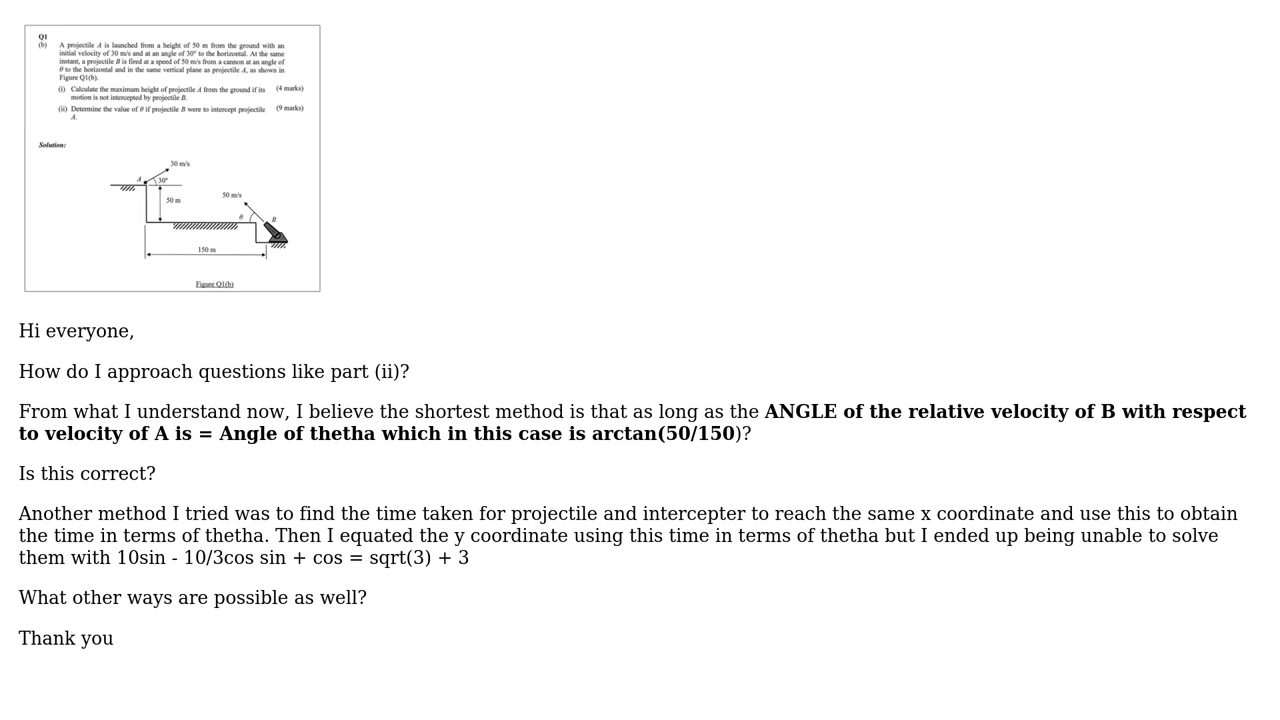 Q1
(b) A projectile A is launched from a height of 50 m from the ground with an
initial velocity of 30 m/s and at an angle of 30° to the horizontal. At the same
instant, a projectile B is fired at a speed of 50 m/s from a cannon at an angle of
θ to the horizontal and in the same vertical plane as projectile A, as shown in
Figure Q1(b).
(i) Calculate the maximum height of projectile A from the ground if its (4 marks)
motion is not intercepted by projectile B.
(ii) Determine the value of θ if projectile B were to intercept projectile (9 marks)
A.
Solution:
30 m/s
A 30°
50 m
50 m/s
θ B
150 m
Figure Q1(b)
Hi everyone,
How do I approach questions like part (ii)?
From what I understand now, I believe the shortest method is that as long as the ANGLE of the relative velocity of B with respect
to velocity of A is = Angle of thetha which in this case is arctan(50/150)?
Is this correct?
Another method I tried was to find the time taken for projectile and intercepter to reach the same x coordinate and use this to obtain
the time in terms of thetha. Then I equated the y coordinate using this time in terms of thetha but I ended up being unable to solve
them with 10sin - 10/3cos sin + cos = sqrt(3) + 3
What other ways are possible as well?
Thank you